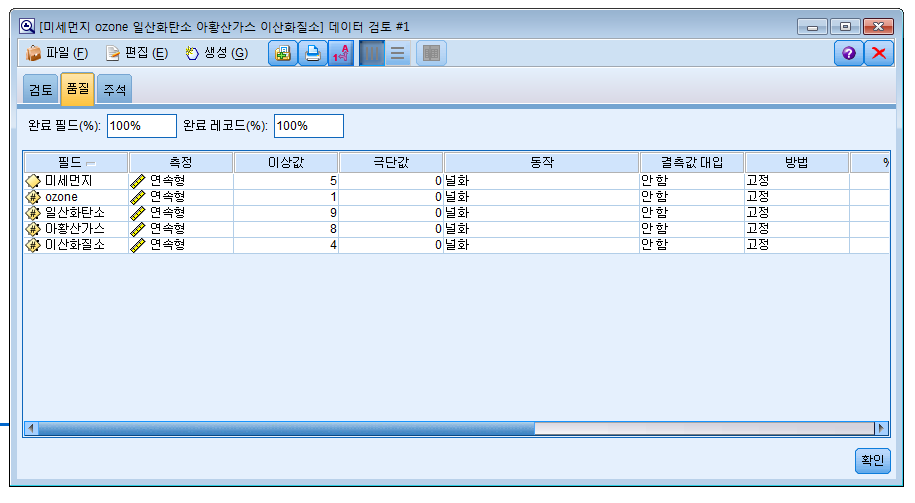 [미세먼지 ozone 일산화탄소 아황산가스 이산화질소] 데이터 검토 #1
파일 (F) 편집 (E) 생성 (G)
검토 품질 주석
완료 필드(%): 100% 완료 레코드(%): 100%
필드 측정 이상값 극단값 동작 결측값 대입 방법 %
미세먼지 연속형 5 0 널화 안 함 고정
ozone 연속형 1 0 널화 안 함 고정
일산화탄소 연속형 9 0 널화 안 함 고정
아황산가스 연속형 8 0 널화 안 함 고정
이산화질소 연속형 4 0 널화 안 함 고정
확인